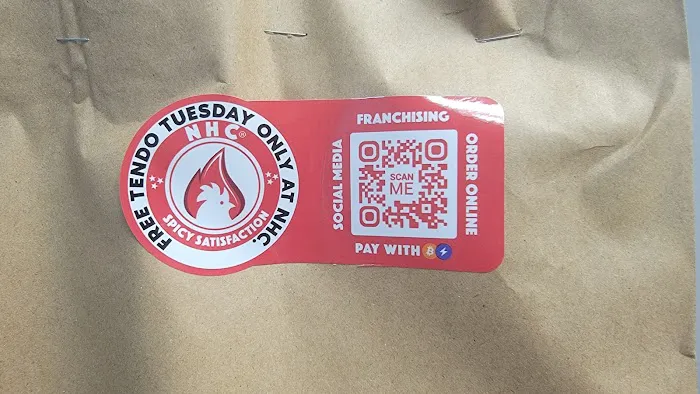 FREE TENDO TUESDAY ONLY AT NHC.
NHC®
SPICY SATISFACTION
FRANCHISING
SOCIAL MEDIA
SCAN
ME
ORDER ONLINE
PAY WITH